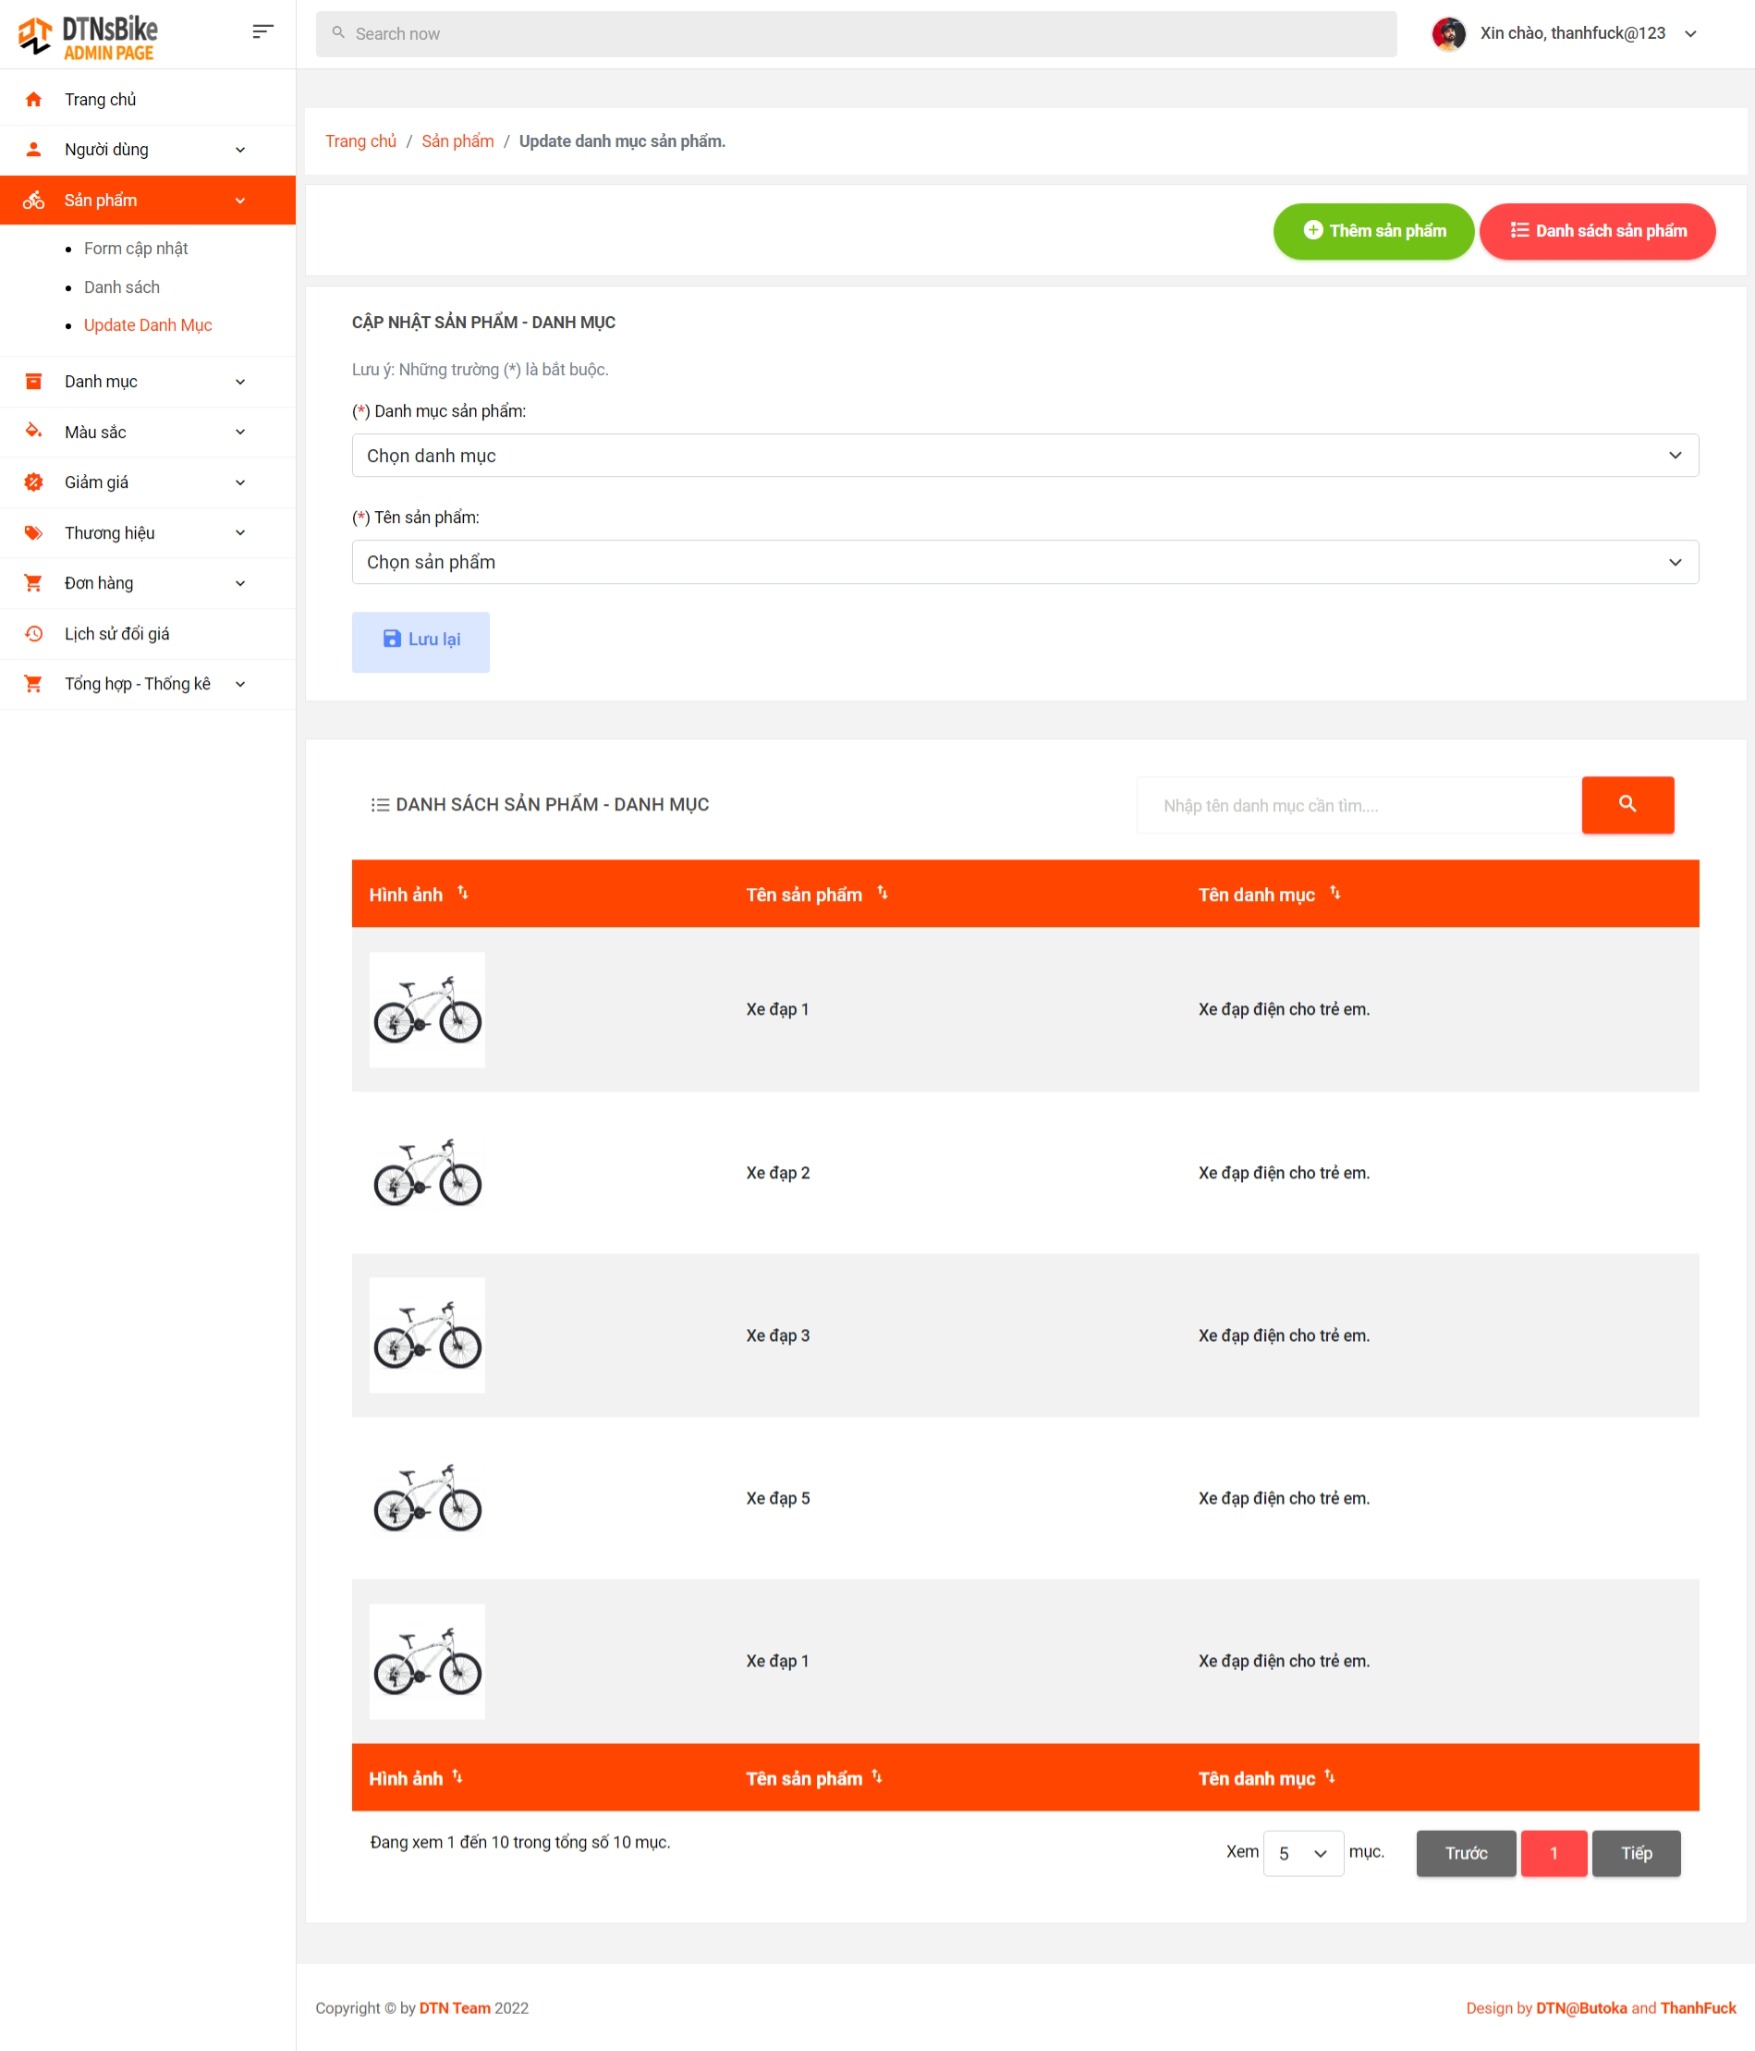 DTNsBike
ADMIN PAGE
Search now
Xin chào, thanhfuck@123
Trang chủ
Người dùng
Sản phẩm
Form cập nhật
Danh sách
Update Danh Mục
Danh mục
Màu sắc
Giảm giá
Thương hiệu
Đơn hàng
Lịch sử đổi giá
Tổng hợp - Thống kê
Trang chủ / Sản phẩm / Update danh mục sản phẩm.
Thêm sản phẩm
Danh sách sản phẩm
CẬP NHẬT SẢN PHẨM - DANH MỤC
Lưu ý: Những trường (*) là bắt buộc.
(*) Danh mục sản phẩm:
Chọn danh mục
(*) Tên sản phẩm:
Chọn sản phẩm
Lưu lại
DANH SÁCH SẢN PHẨM - DANH MỤC
Nhập tên danh mục cần tìm....
Hình ảnh Tên sản phẩm Tên danh mục
Xe đạp 1 Xe đạp điện cho trẻ em.
Xe đạp 2 Xe đạp điện cho trẻ em.
Xe đạp 3 Xe đạp điện cho trẻ em.
Xe đạp 5 Xe đạp điện cho trẻ em.
Xe đạp 1 Xe đạp điện cho trẻ em.
Hình ảnh Tên sản phẩm Tên danh mục
Đang xem 1 đến 10 trong tổng số 10 mục.
Xem 5 mục.
Trước 1 Tiếp
Copyright © by DTN Team 2022
Design by DTN@Butoka and ThanhFuck